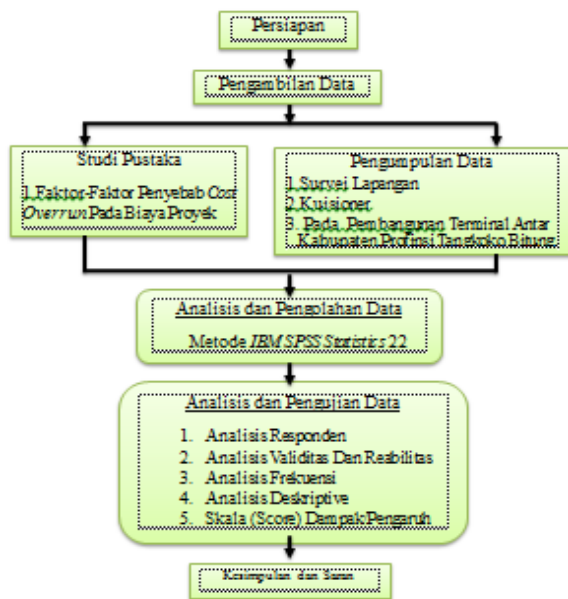 Persiapan
Pengambilan Data
Studi Pustaka
1.Faktor-Faktor Penyebab Cost
Overrun Pada Biaya Proyek
Pengumpulan Data
1.Survei Lapangan
2.Kuisioner
3. Pada Pembangunan Terminal Antar
Kabupaten Profinsi Tangkoko Bitung
Analisis dan Pengolahan Data
Metode IBM SPSS Statistics 22
Analisis dan Pengujian Data
1. Analisis Responden
2. Analisis Validitas Dan Reabilitas
3. Analisis Frekuensi
4. Analisis Deskriptive
5. Skala (Score) Dampak Pengaruh
Kesimpulan dan Saran